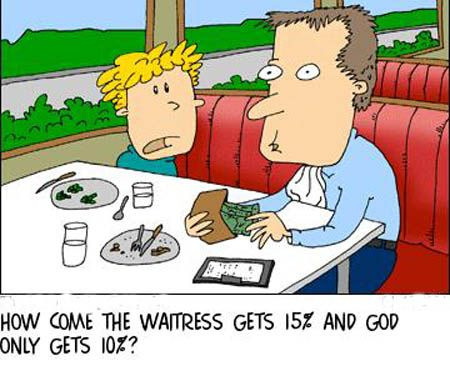 HOW COME THE WAITRESS GETS 15% AND GOD
ONLY GETS 10%?